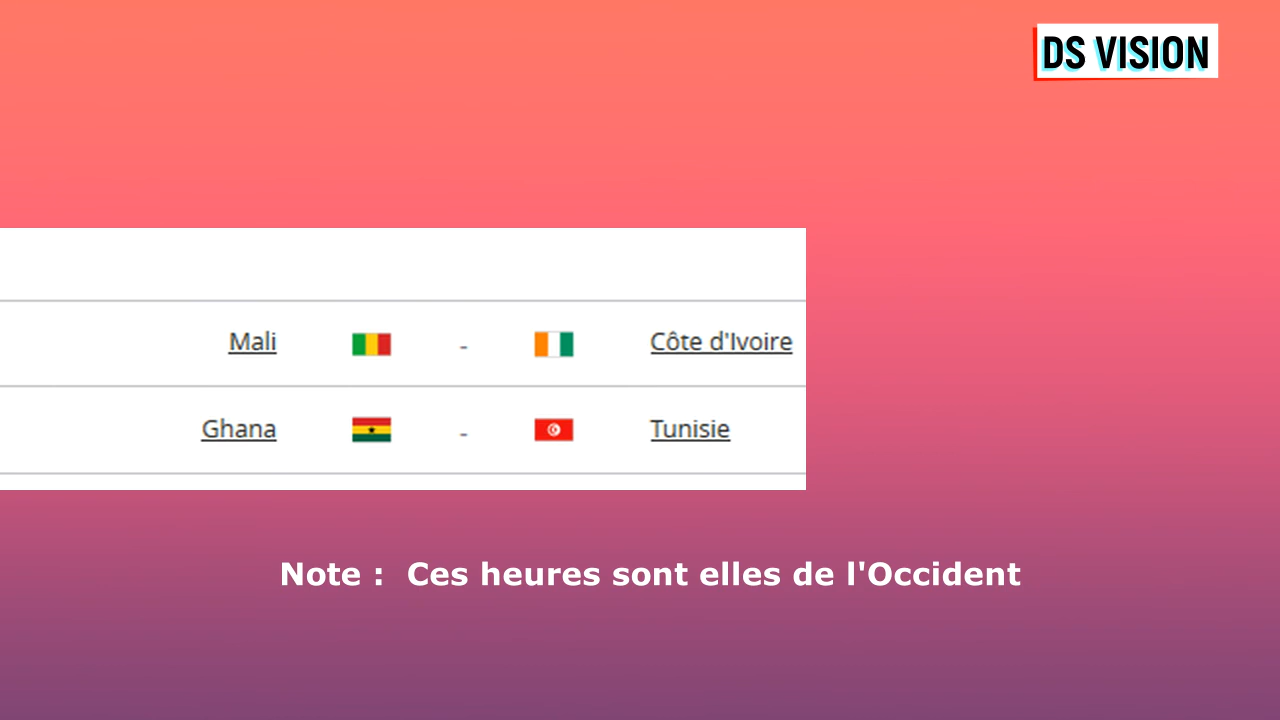 DS VISION
Mali - Côte d'Ivoire
Ghana - Tunisie
Note : Ces heures sont elles de l'Occident